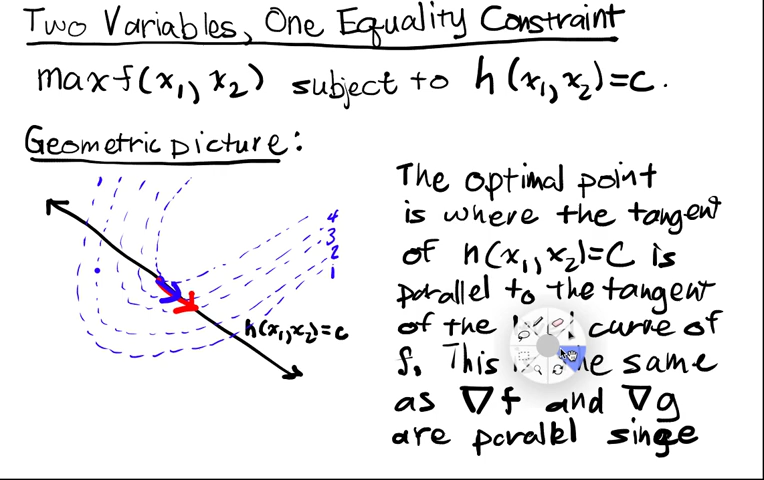 Two Variables, One Equality Constraint
max f(x₁, x₂) subject to h(x₁, x₂)=c.
Geometric picture:
The optimal point
is where the tangent
of h(x₁, x₂)=c is
parallel to the tangent
of the curve of
f. This same
as ∇f and ∇g
are parallel singe
4
3
2
1
h(x₁,x₂)=c